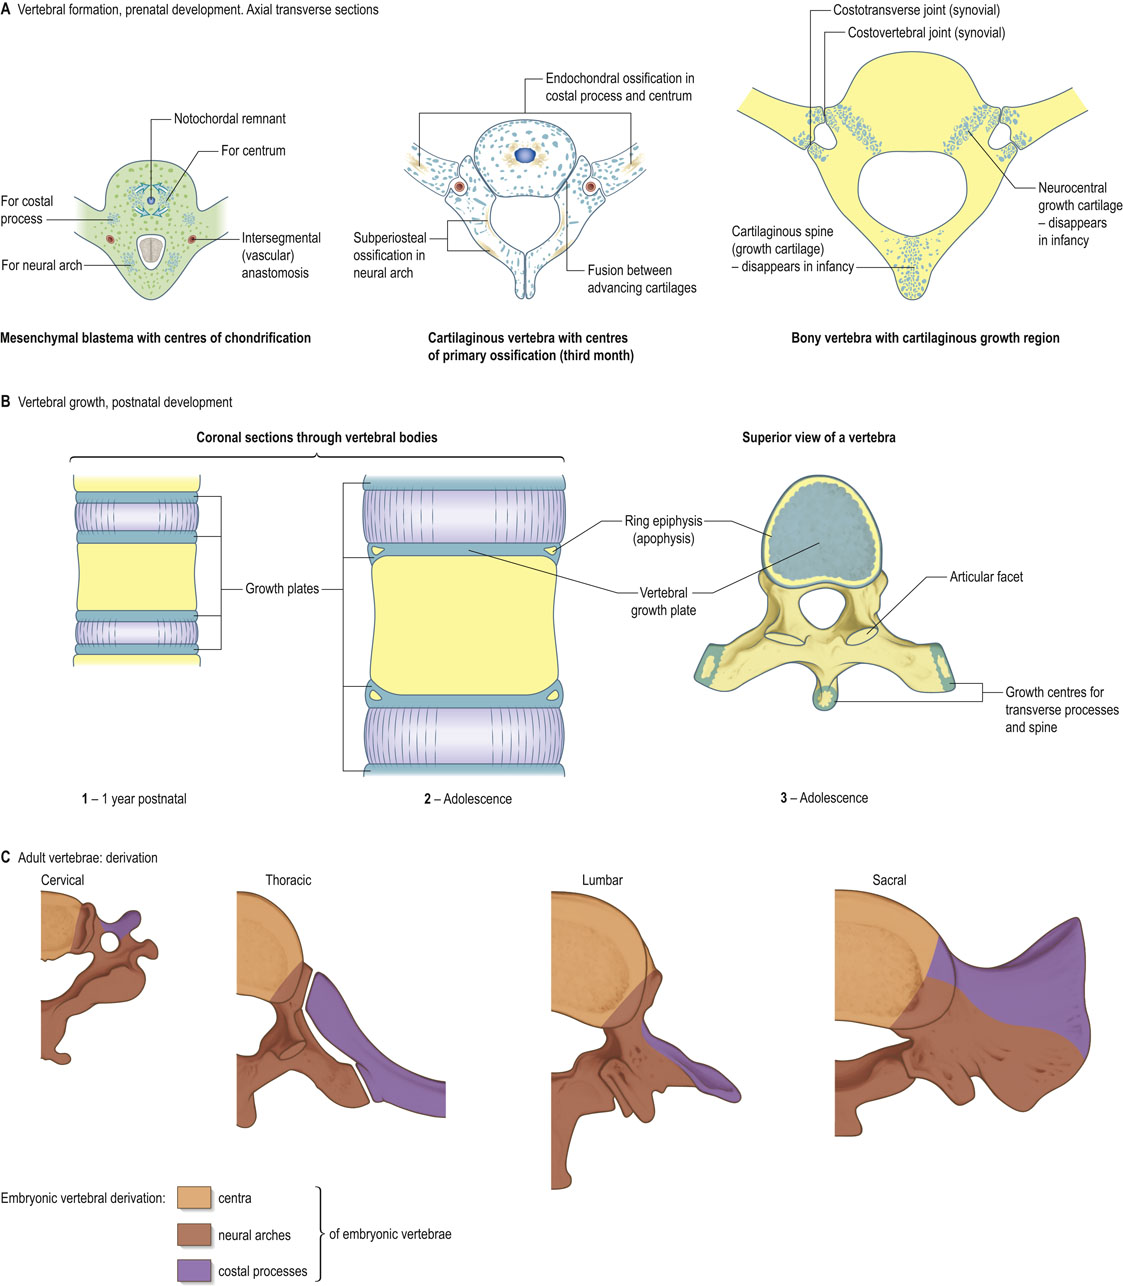 A Vertebral formation, prenatal development. Axial transverse sections
Notochordal remnant
For centrum
For costal
process
For neural arch
Intersegmental
(vascular)
anastomosis
Mesenchymal blastema with centres of chondrification
Endochondral ossification in
costal process and centrum
Subperiosteal
ossification in
neural arch
Fusion between
advancing cartilages
Cartilaginous vertebra with centres
of primary ossification (third month)
Costotransverse joint (synovial)
Costovertebral joint (synovial)
Neurocentral
growth cartilage
– disappears
in infancy
Cartilaginous spine
(growth cartilage)
– disappears in infancy
Bony vertebra with cartilaginous growth region
B Vertebral growth, postnatal development
Coronal sections through vertebral bodies
Superior view of a vertebra
Growth plates
Ring epiphysis
(apophysis)
Vertebral
growth plate
Articular facet
Growth centres for
transverse processes
and spine
1 – 1 year postnatal
2 – Adolescence
3 – Adolescence
C Adult vertebrae: derivation
Cervical
Thoracic
Lumbar
Sacral
Embryonic vertebral derivation:
centra
neural arches
costal processes
of embryonic vertebrae